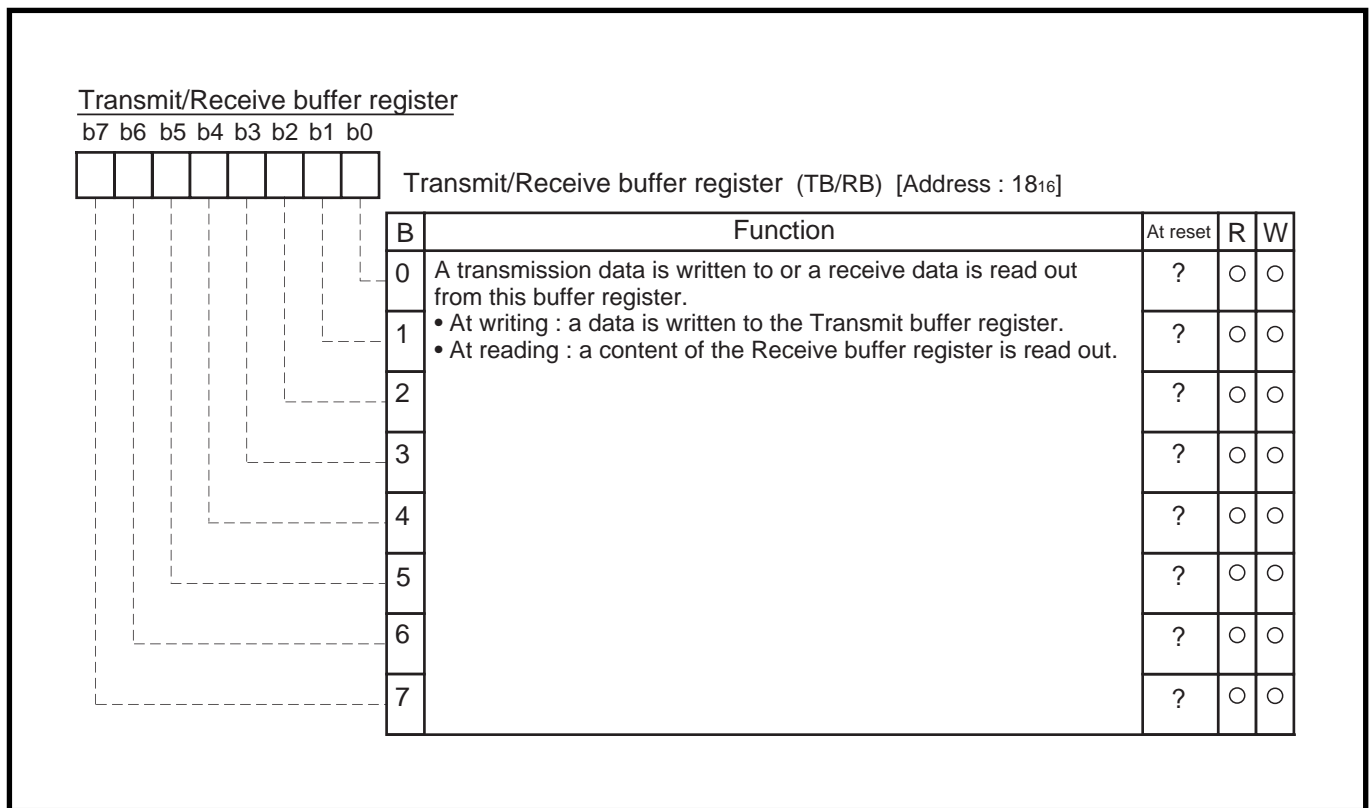 Transmit/Receive buffer register
b7 b6 b5 b4 b3 b2 b1 b0
Transmit/Receive buffer register (TB/RB) [Address : 18₁₆]
B Function At reset R W
0 A transmission data is written to or a receive data is read out ? ○ ○
from this buffer register.
1 • At writing : a data is written to the Transmit buffer register. ? ○ ○
• At reading : a content of the Receive buffer register is read out.
2 ? ○ ○
3 ? ○ ○
4 ? ○ ○
5 ? ○ ○
6 ? ○ ○
7 ? ○ ○